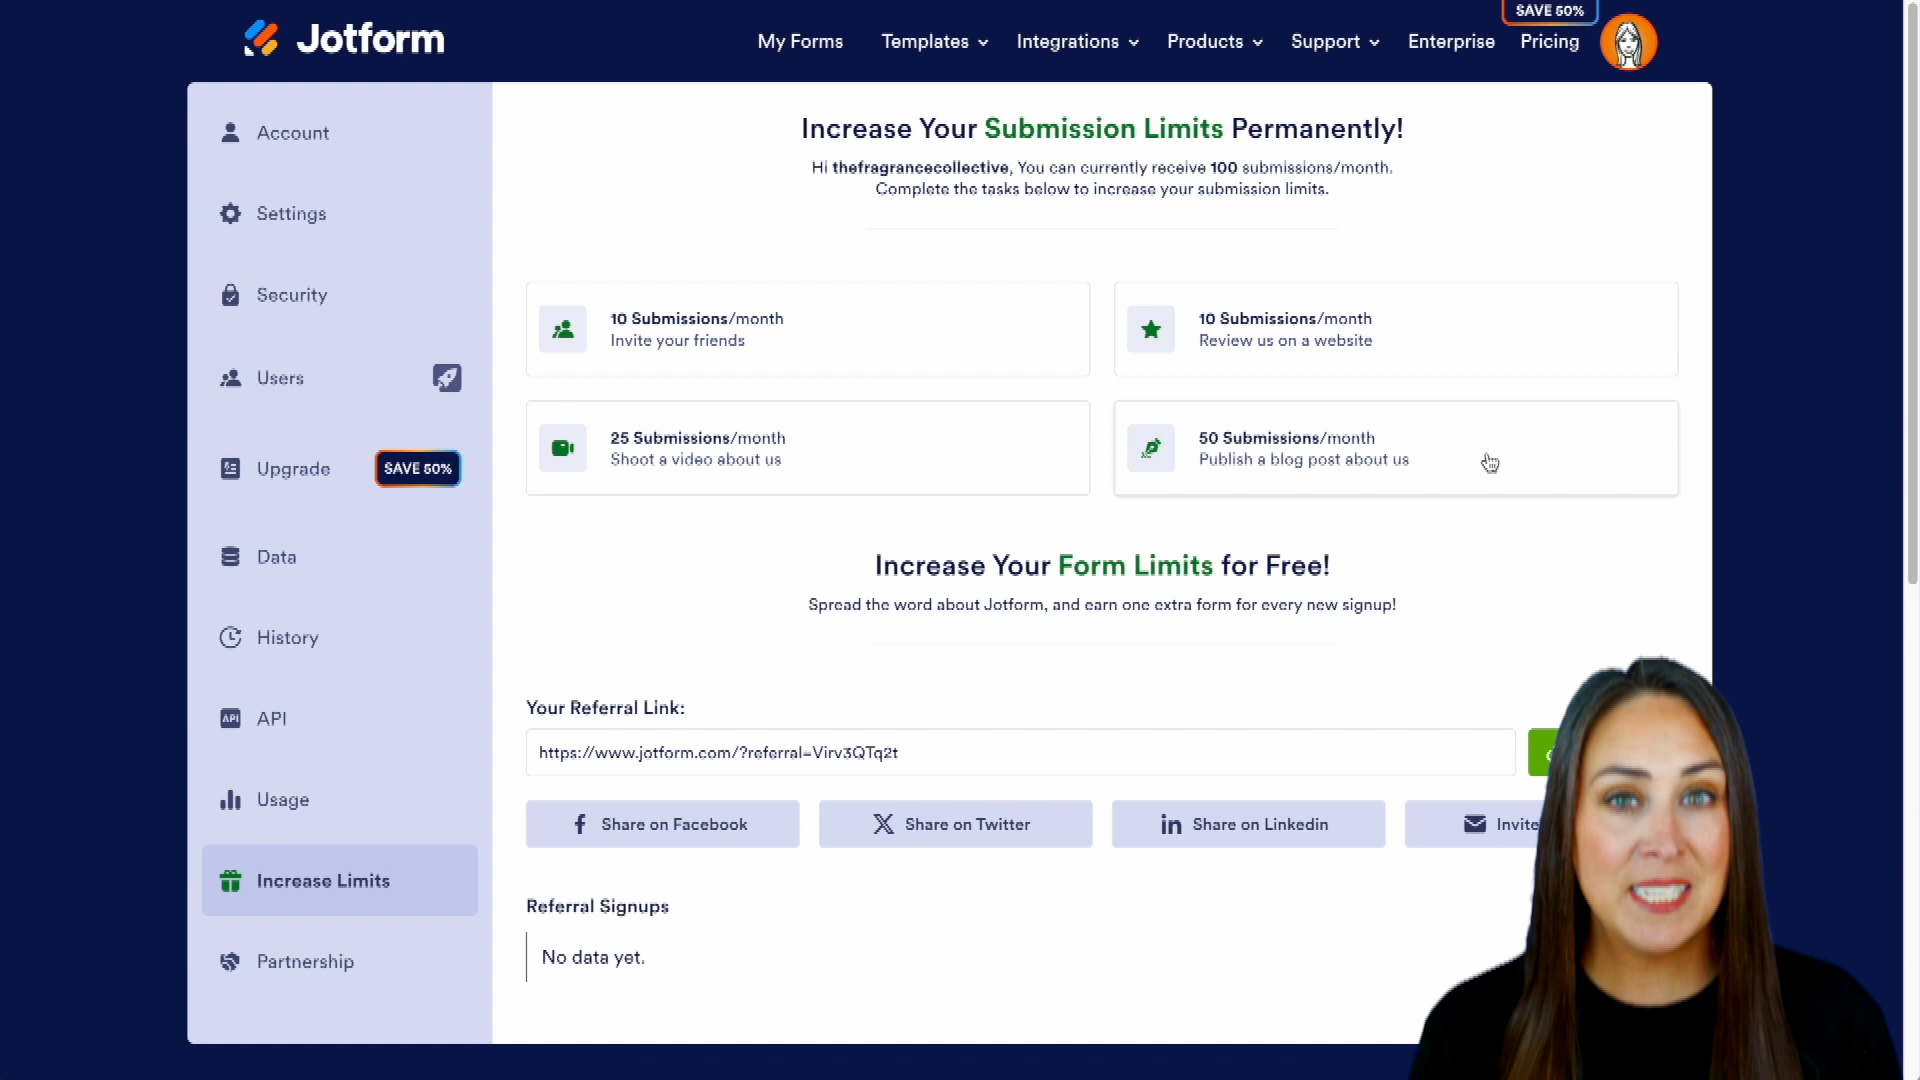 SAVE 50%
Jotform
My Forms Templates Integrations Products Support Enterprise Pricing
Account
Settings
Security
Users
Upgrade SAVE 50%
Data
History
API API
Usage
Increase Limits
Partnership
Increase Your Submission Limits Permanently!
Hi thefragrancecollective, You can currently receive 100 submissions/month.
Complete the tasks below to increase your submission limits.
10 Submissions/month
Invite your friends
10 Submissions/month
Review us on a website
25 Submissions/month
Shoot a video about us
50 Submissions/month
Publish a blog post about us
Increase Your Form Limits for Free!
Spread the word about Jotform, and earn one extra form for every new signup!
Your Referral Link:
https://www.jotform.com/?referral=Virv3QTq2t
Share on Facebook
Share on Twitter
in Share on Linkedin
Invite
Referral Signups
No data yet.